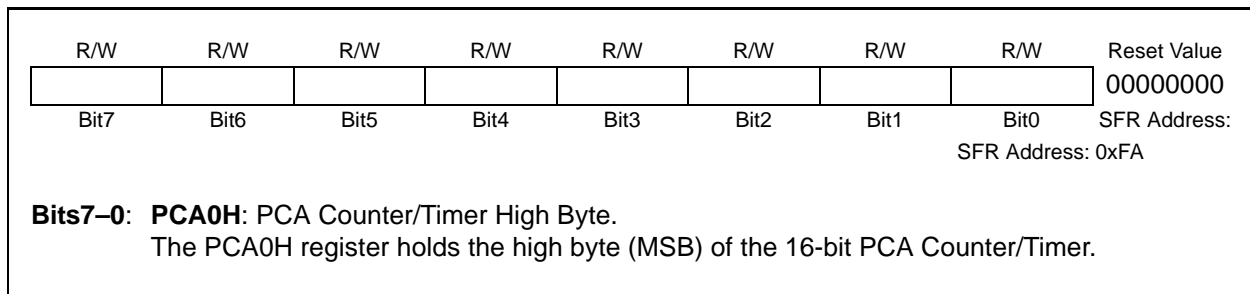 R/W R/W R/W R/W R/W R/W R/W R/W Reset Value
00000000
Bit7 Bit6 Bit5 Bit4 Bit3 Bit2 Bit1 Bit0 SFR Address:
SFR Address: 0xFA
Bits7–0: PCA0H: PCA Counter/Timer High Byte.
The PCA0H register holds the high byte (MSB) of the 16-bit PCA Counter/Timer.